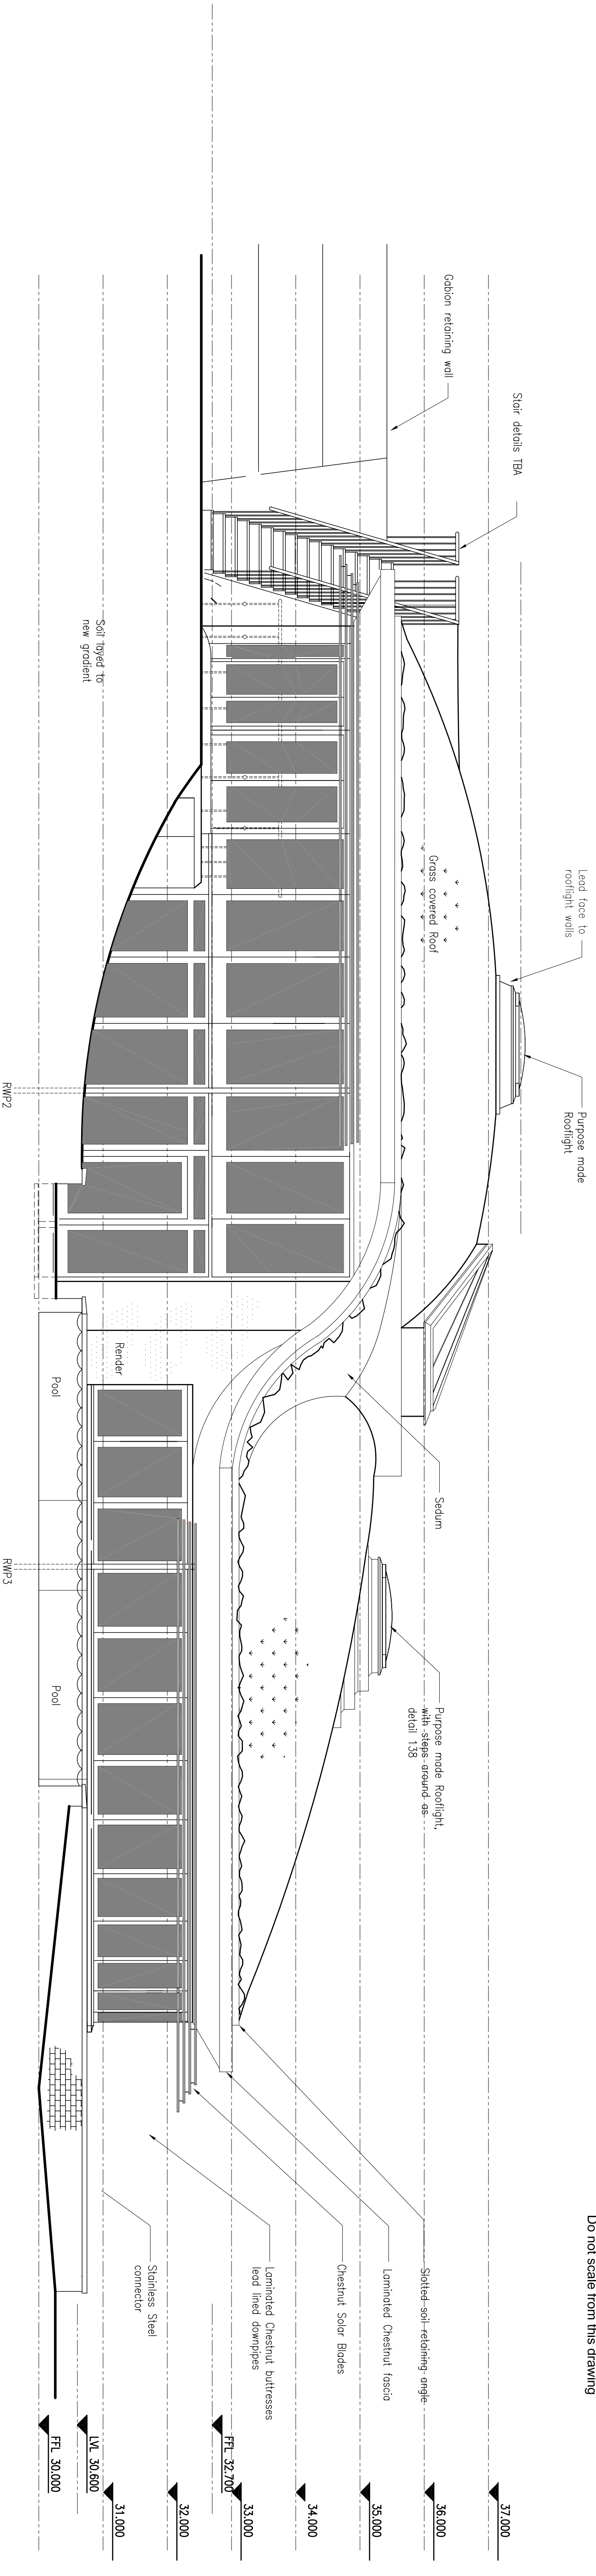 Do not scale from this drawing
Gabion retaining wall
Stair details TBA
Soil layed to
new gradient
Grass covered Roof
Lead face to
rooflight walls
Purpose made
Rooflight
RWP2
Render
Pool
Sedum
RWP3
Pool
Purpose made Rooflight,
with steps around as
detail 138
Slotted soil retaining angle
Laminated Chestnut fascia
Chestnut Solar Blades
Laminated Chestnut buttresses
lead lined downpipes
Stainless Steel
connector
37.000
36.000
35.000
34.000
33.000
FFL 32.700
32.000
31.000
LVL 30.600
FFL 30.000